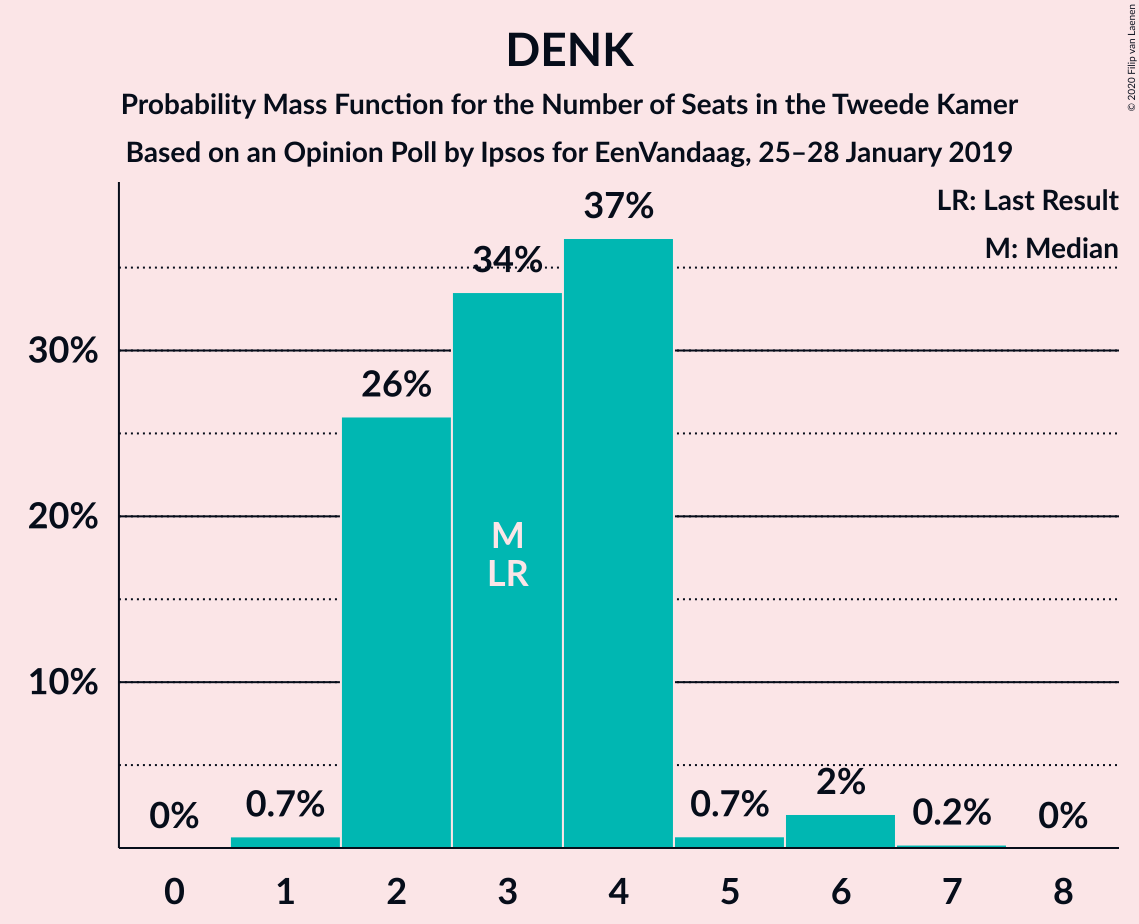 DENK
Probability Mass Function for the Number of Seats in the Tweede Kamer
Based on an Opinion Poll by Ipsos for EenVandaag, 25–28 January 2019
© 2020 Filip van Laenen
LR: Last Result
M: Median
30%
20%
10%
0%
0.7%
26%
34%
37%
0.7%
2%
0.2%
0%
M
LR
0 1 2 3 4 5 6 7 8